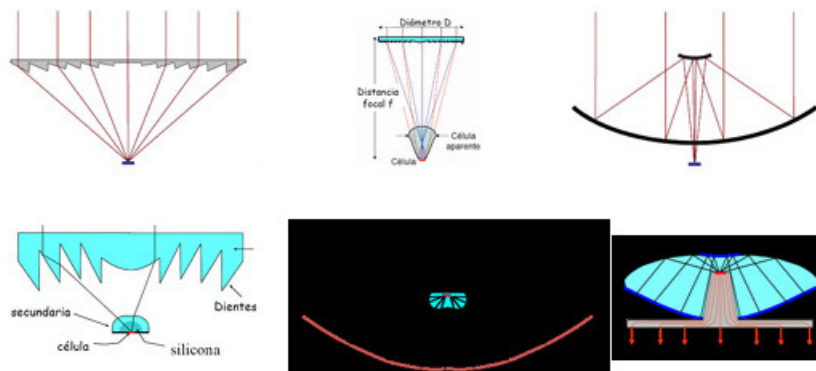 Diámetro D
Distancia
focal f
Célula
aparente
Célula
Dientes
secundaria
célula
silicona